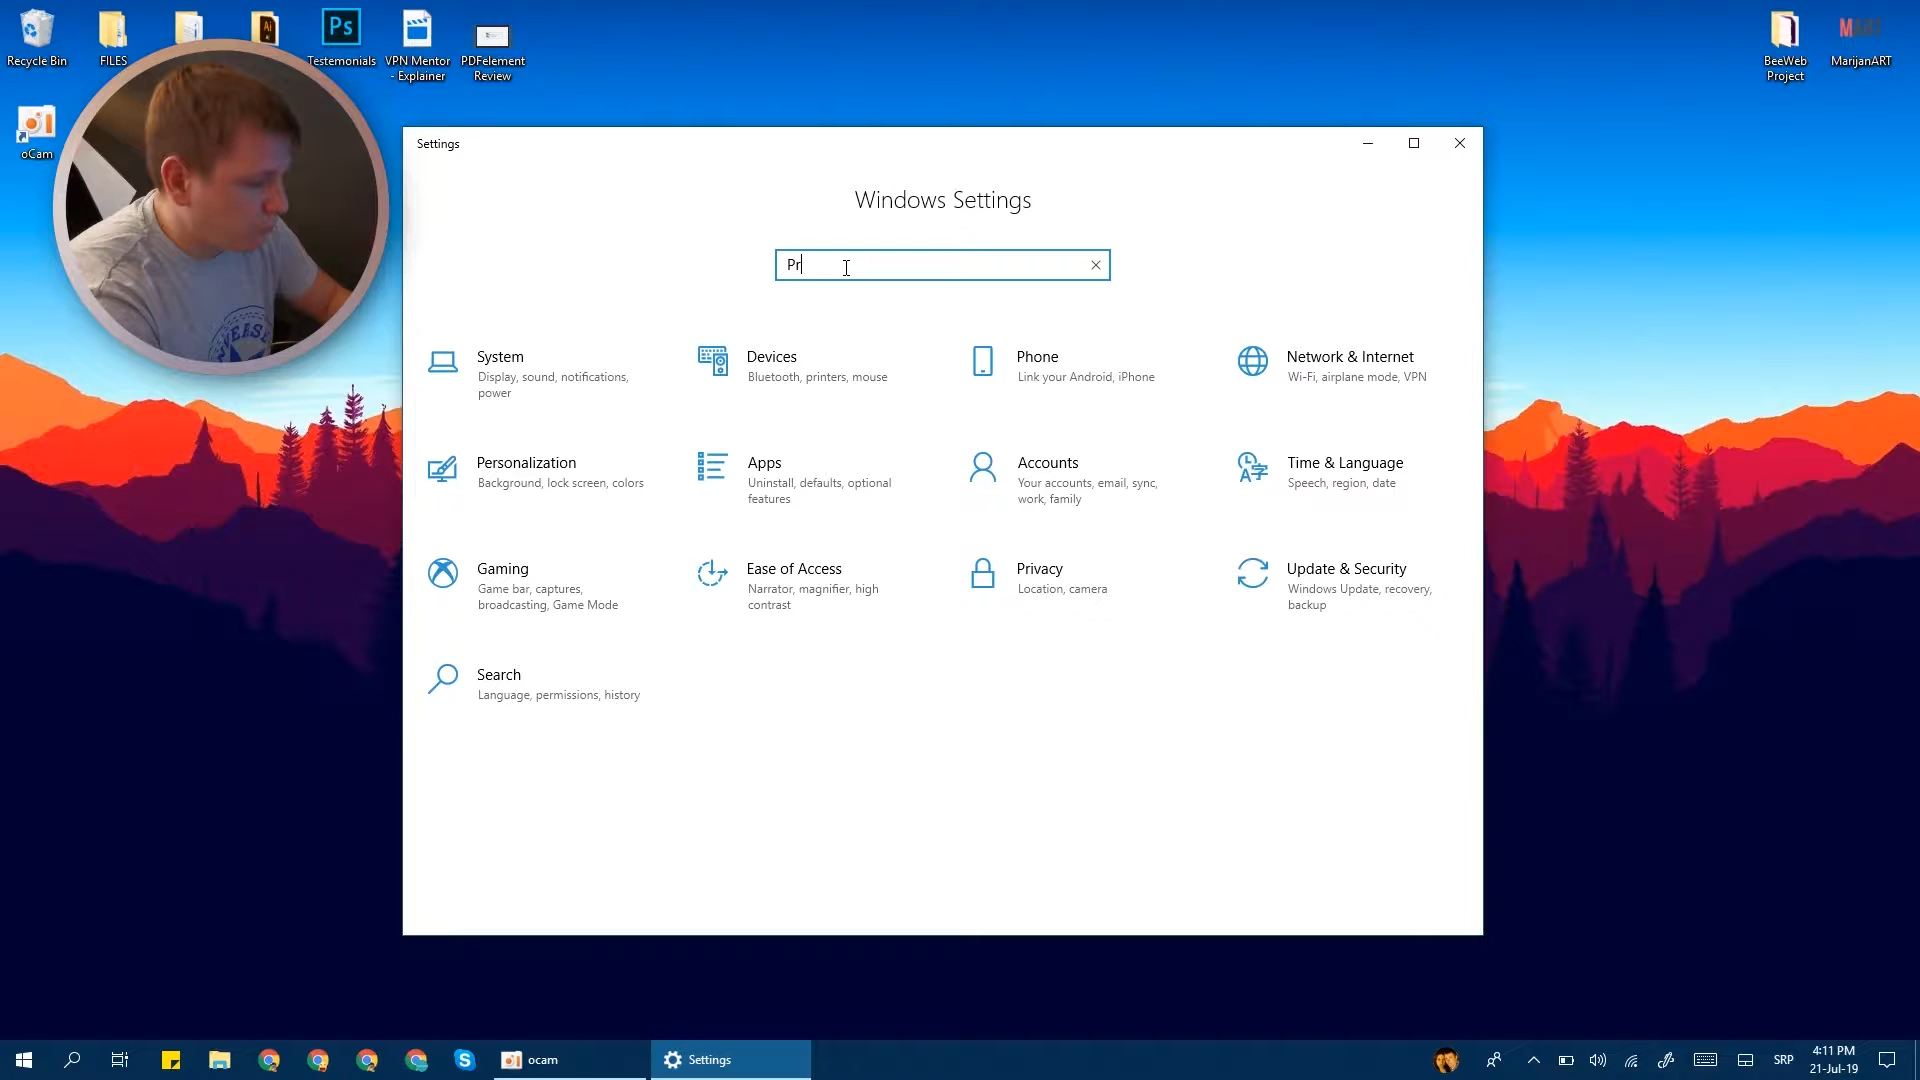 Recycle Bin
FILES
Ai
Ps
Testemonials
VPN Mentor
- Explainer
PDFelement
Review
BeeWeb
Project
MarijanART
oCam
Settings
Windows Settings
Pr
System
Display, sound, notifications,
power
Devices
Bluetooth, printers, mouse
Phone
Link your Android, iPhone
Network & Internet
Wi-Fi, airplane mode, VPN
Personalization
Background, lock screen, colors
Apps
Uninstall, defaults, optional
features
Accounts
Your accounts, email, sync,
work, family
Time & Language
Speech, region, date
Gaming
Game bar, captures,
broadcasting, Game Mode
Ease of Access
Narrator, magnifier, high
contrast
Privacy
Location, camera
Update & Security
Windows Update, recovery,
backup
Search
Language, permissions, history
ocam
Settings
SRP
4:11 PM
21-Jul-19